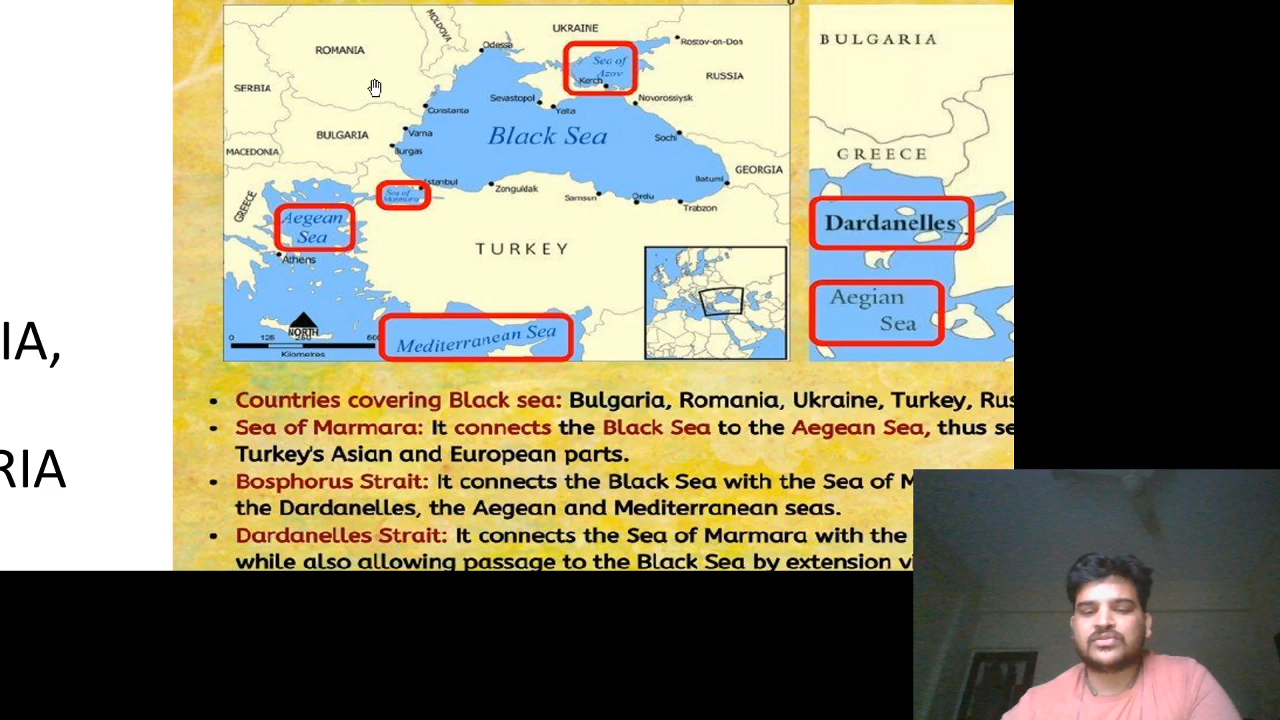 IA,
RIA
MOLDOVA
UKRAINE
ROMANIA
Odessa
Rostov-on-Don
Sea of
Azov
Kerch
RUSSIA
SERBIA
Sevastopol
Yalta
Novorossiysk
Constanta
BULGARIA
Varna
Black Sea
Sochi
MACEDONIA
Burgas
GEORGIA
Istanbul
Zonguldak
Batumi
Sea of
Marmara
Samsun
Ordu
Trabzon
GREECE
Aegean
Sea
TURKEY
Athens
NORTH
0 125 250 500
Kilometres
Mediterranean Sea
BULGARIA
GREECE
Dardanelles
Aegian
Sea
• Countries covering Black sea: Bulgaria, Romania, Ukraine, Turkey, Rus
• Sea of Marmara: It connects the Black Sea to the Aegean Sea, thus se
Turkey's Asian and European parts.
• Bosphorus Strait: It connects the Black Sea with the Sea of M
the Dardanelles, the Aegean and Mediterranean seas.
• Dardanelles Strait: It connects the Sea of Marmara with the
while also allowing passage to the Black Sea by extension vi